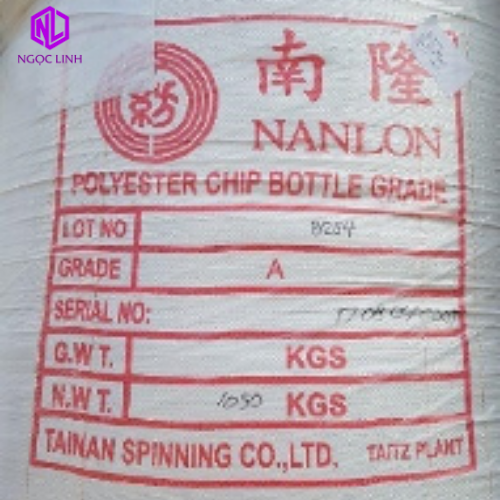 NGỌC LINH
南隆
NANLON
POLYESTER CHIP BOTTLE GRADE
LOT NO
GRADE A
SERIAL NO:
G.W T. KGS
N.W T. 1050 KGS
TAINAN SPINNING CO.,LTD. TAITZ PLANT